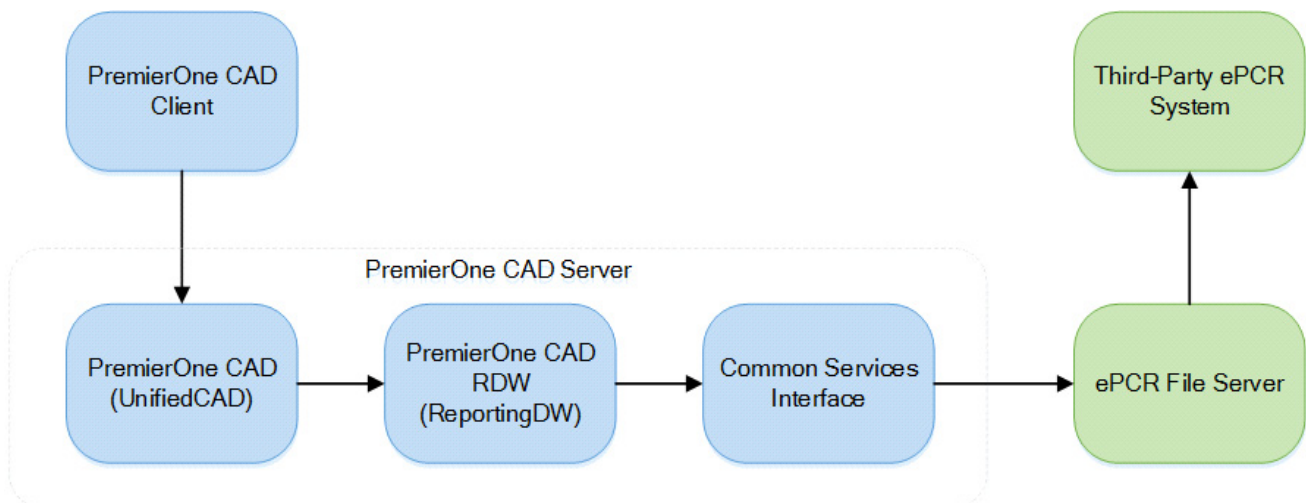 PremierOne CAD
Client
Third-Party ePCR
System
PremierOne CAD Server
PremierOne CAD
(UnifiedCAD)
PremierOne CAD
RDW
(ReportingDW)
Common Services
Interface
ePCR File Server